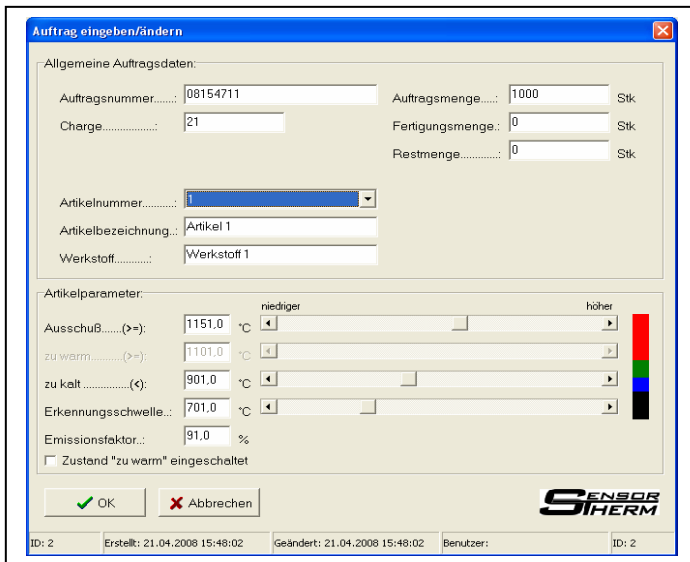 Auftrag eingeben/ändern
Allgemeine Auftragsdaten:
Auftragsnummer......: 08154711 Auftragsmenge....: 1000 Stk
Charge................: 21 Fertigungsmenge.: 0 Stk
Restmenge............: 0 Stk
Artikelnummer.........: 1
Artikelbezeichnung..: Artikel 1
Werkstoff...........: Werkstoff 1
Artikelparameter:
niedriger höher
Ausschuß......(>=): 1151,0 °C
zu warm..........(>=): 1101,0 °C
zu kalt ...............(<): 901,0 °C
Erkennungsschwelle..: 701,0 °C
Emissionsfaktor..: 91,0 %
Zustand "zu warm" eingeschaltet
OK Abbrechen SENSOR THERM
ID: 2 Erstellt: 21.04.2008 15:48:02 Geändert: 21.04.2008 15:48:02 Benutzer: ID: 2